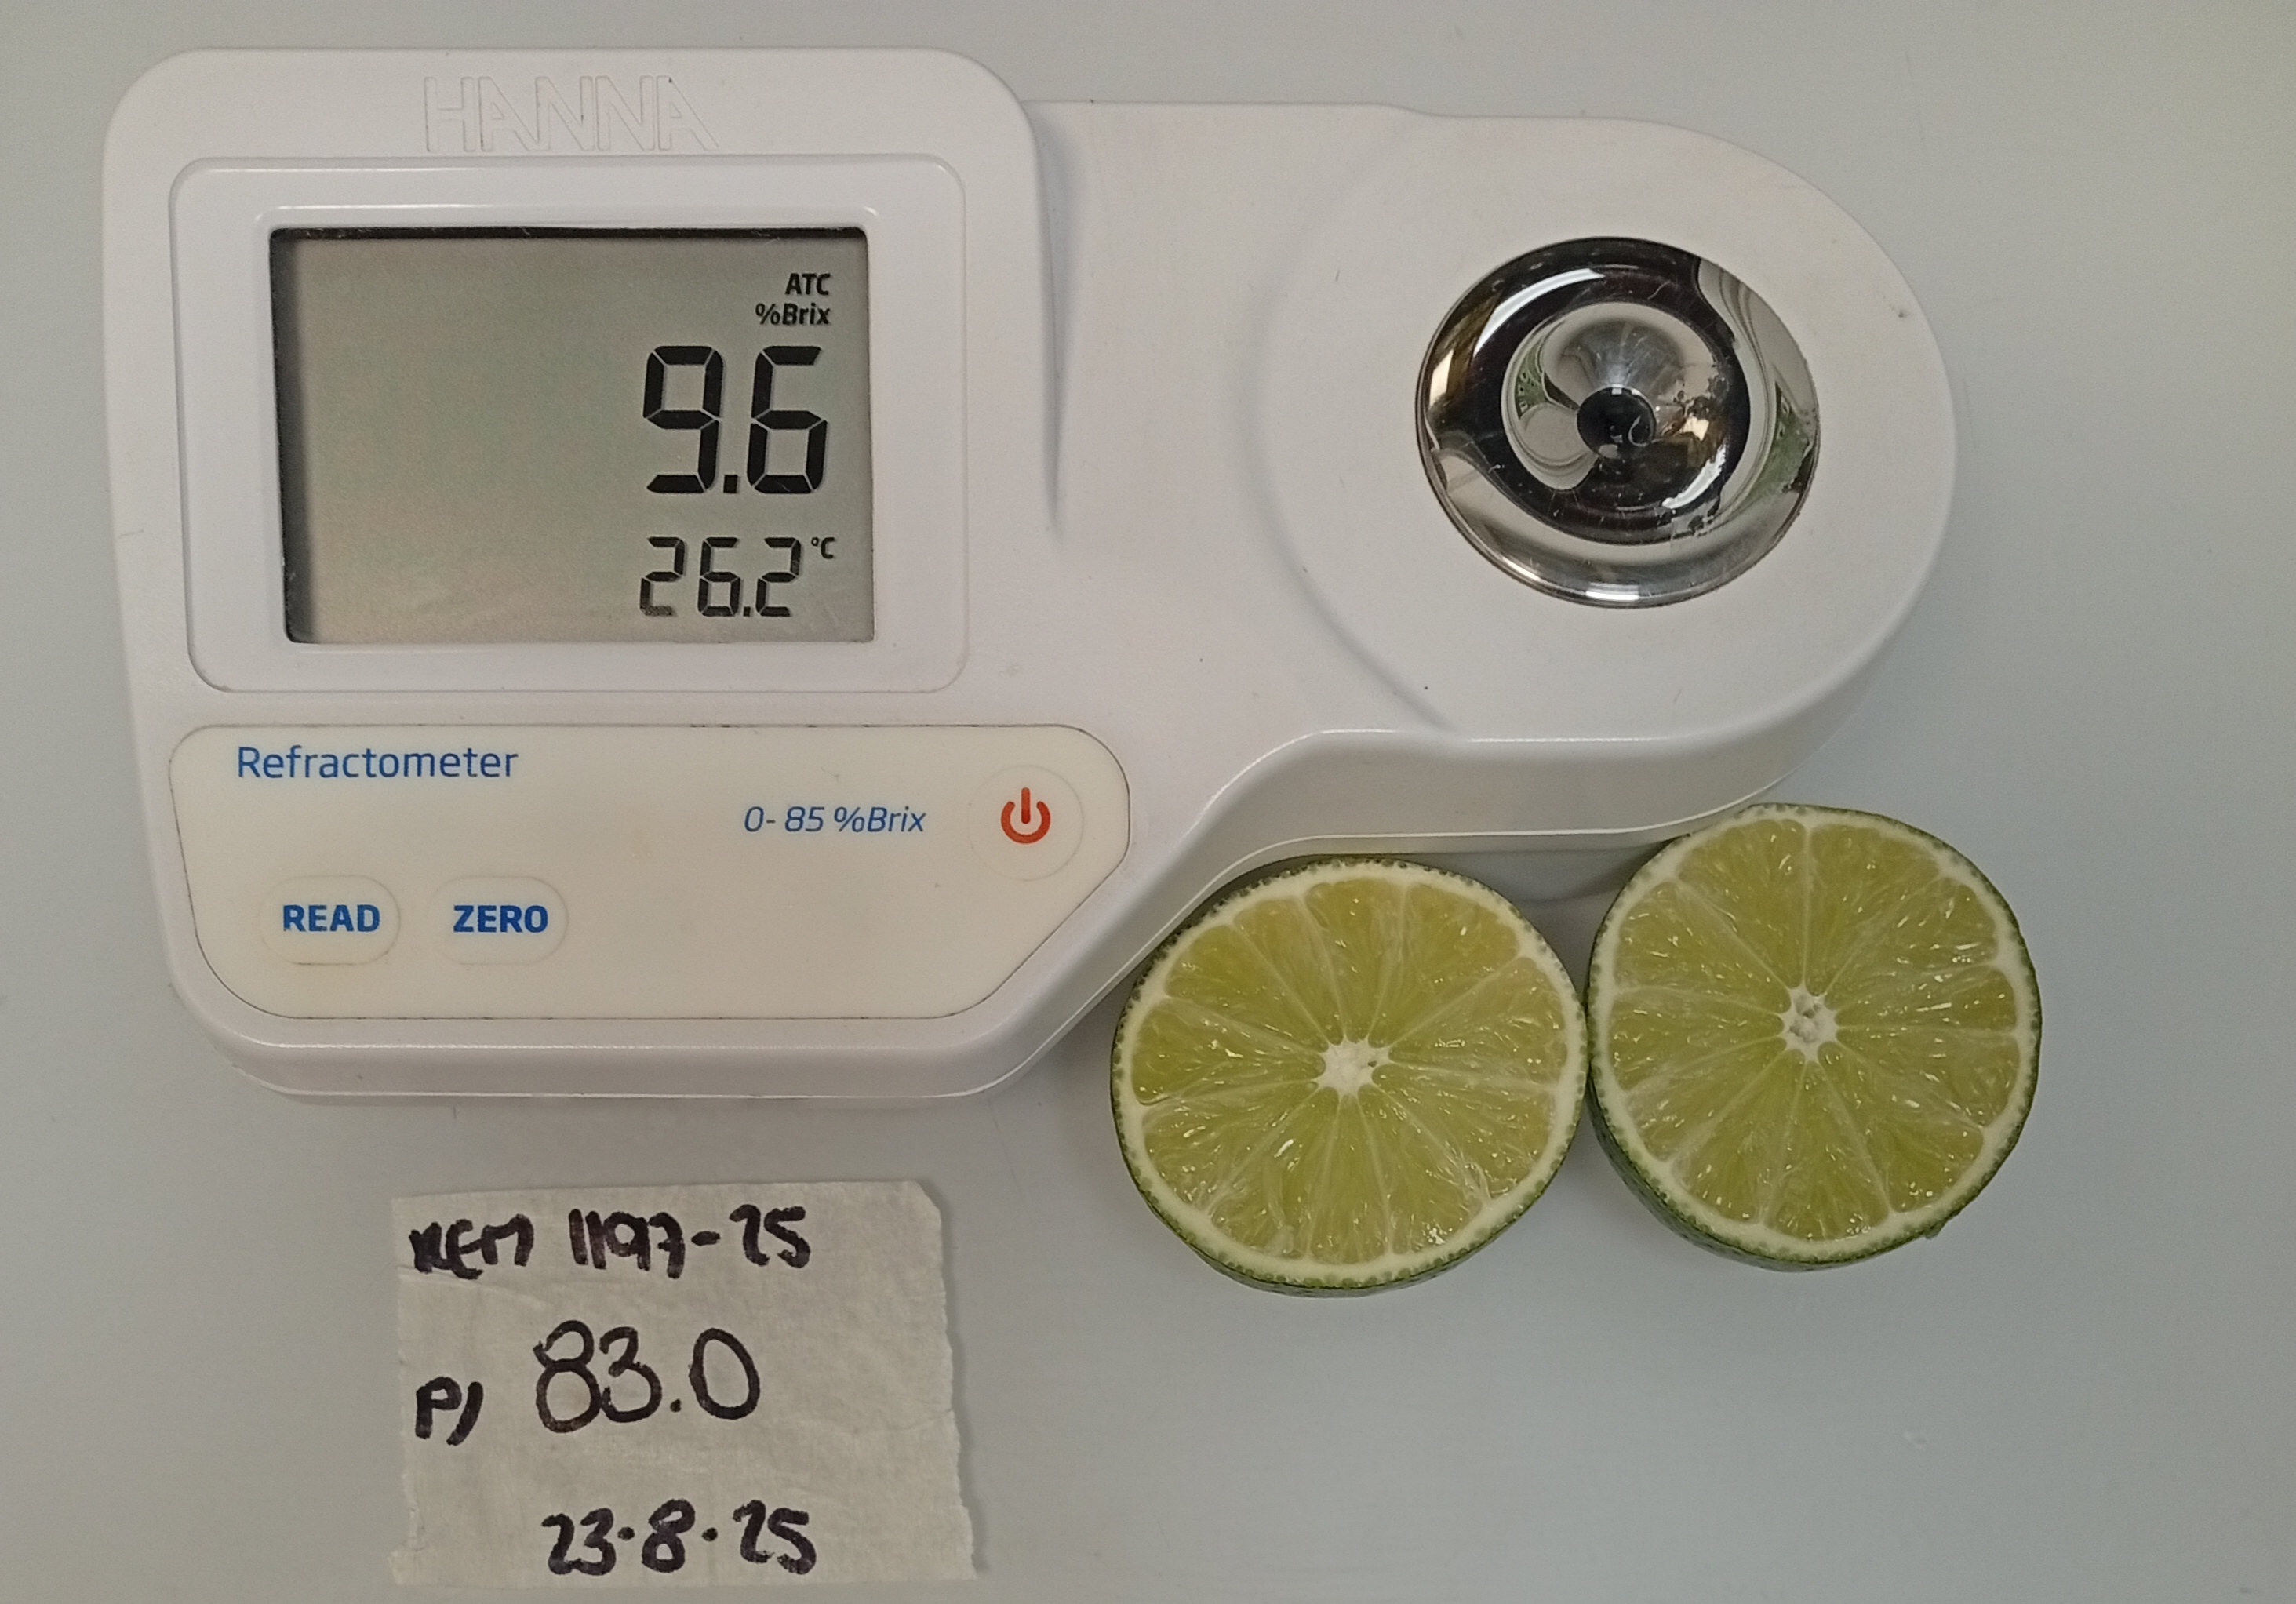 HANNA
ATC
%Brix
9.6
26.2 °C
Refractometer
0- 85 %Brix
READ ZERO
1197-25
P) 83.0
23.8.25